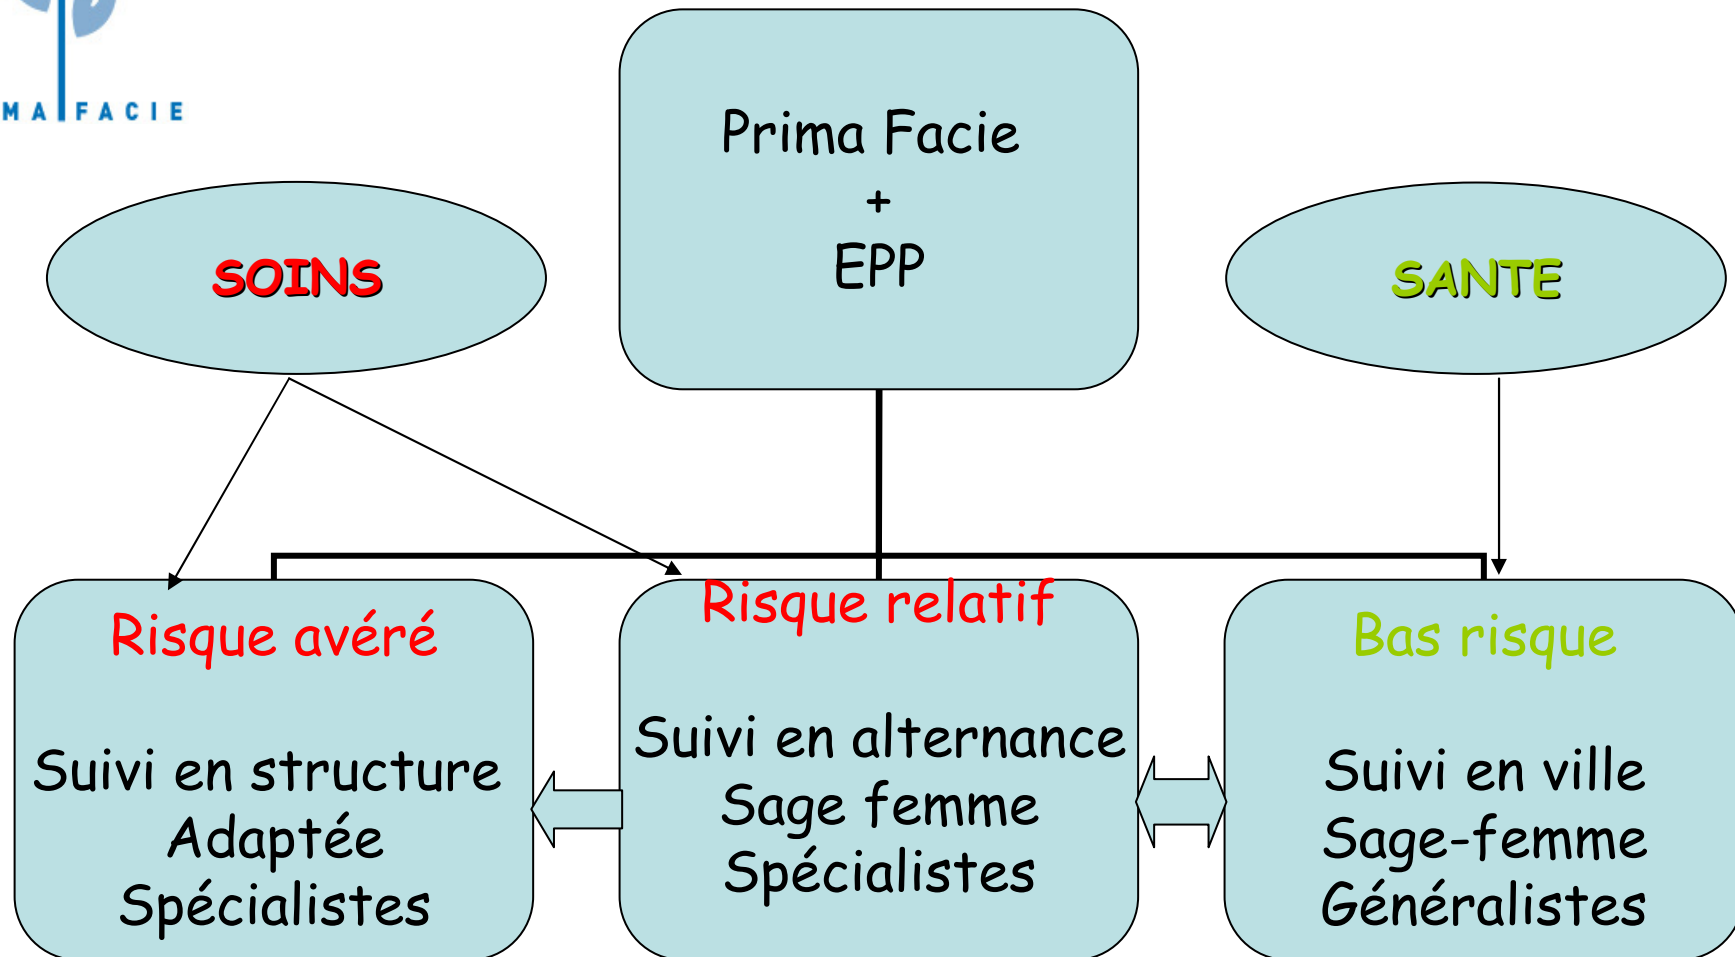 MA FACIE
Prima Facie
+
EPP
SOINS
SANTE
Risque avéré
Suivi en structure
Adaptée
Spécialistes
Risque relatif
Suivi en alternance
Sage femme
Spécialistes
Bas risque
Suivi en ville
Sage-femme
Généralistes